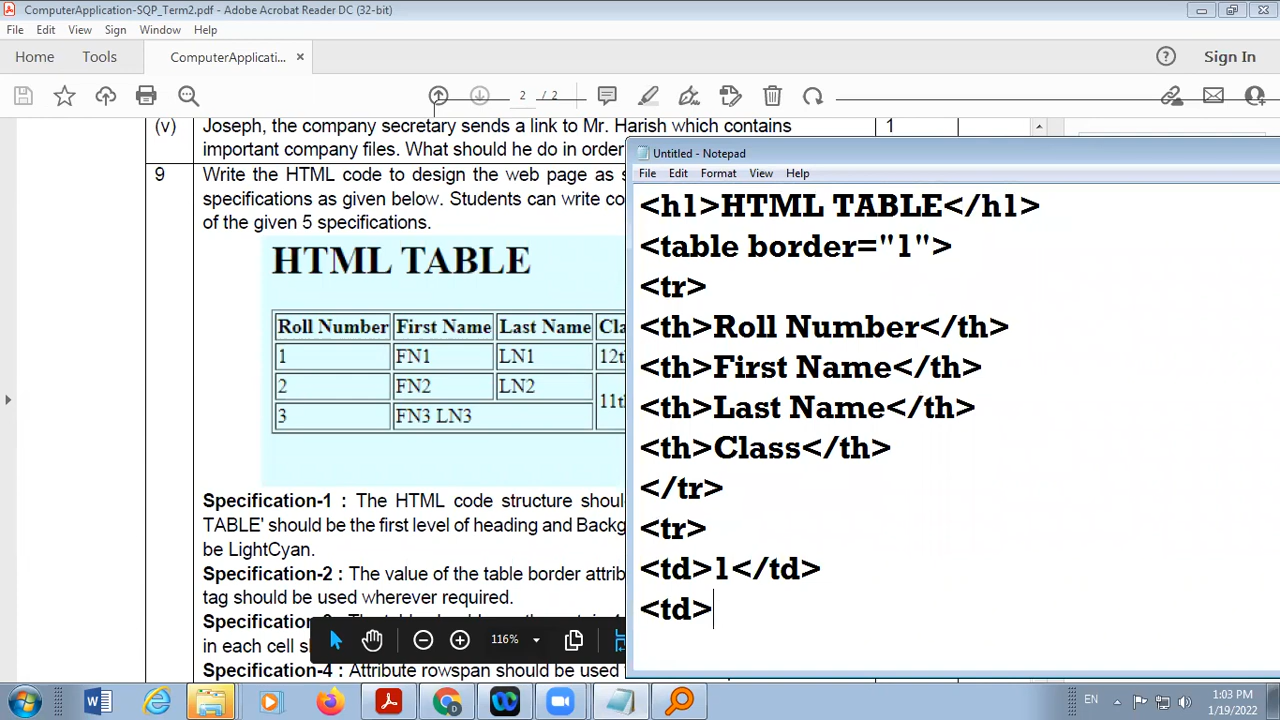 ComputerApplication-SQP_Term2.pdf - Adobe Acrobat Reader DC (32-bit)
File Edit View Sign Window Help
Home Tools ComputerApplicati... × Sign In
2 / 2
(v) Joseph, the company secretary sends a link to Mr. Harish which contains 1
important company files. What should he do in order
9 Write the HTML code to design the web page as s
specifications as given below. Students can write co
of the given 5 specifications.
HTML TABLE
Roll Number First Name Last Name Cla
1 FN1 LN1 12th
2 FN2 LN2
11th
3 FN3 LN3
Specification-1 : The HTML code structure shoul
TABLE' should be the first level of heading and Backg
be LightCyan.
Specification-2 : The value of the table border attrib
tag should be used wherever required.
in each cell s
116%
Specification-4 : Attribute rowspan should be used
Untitled - Notepad
File Edit Format View Help
<h1>HTML TABLE</h1>
<table border="1">
<tr>
<th>Roll Number</th>
<th>First Name</th>
<th>Last Name</th>
<th>Class</th>
</tr>
<tr>
<td>1</td>
<td>
EN 1:03 PM
1/19/2022